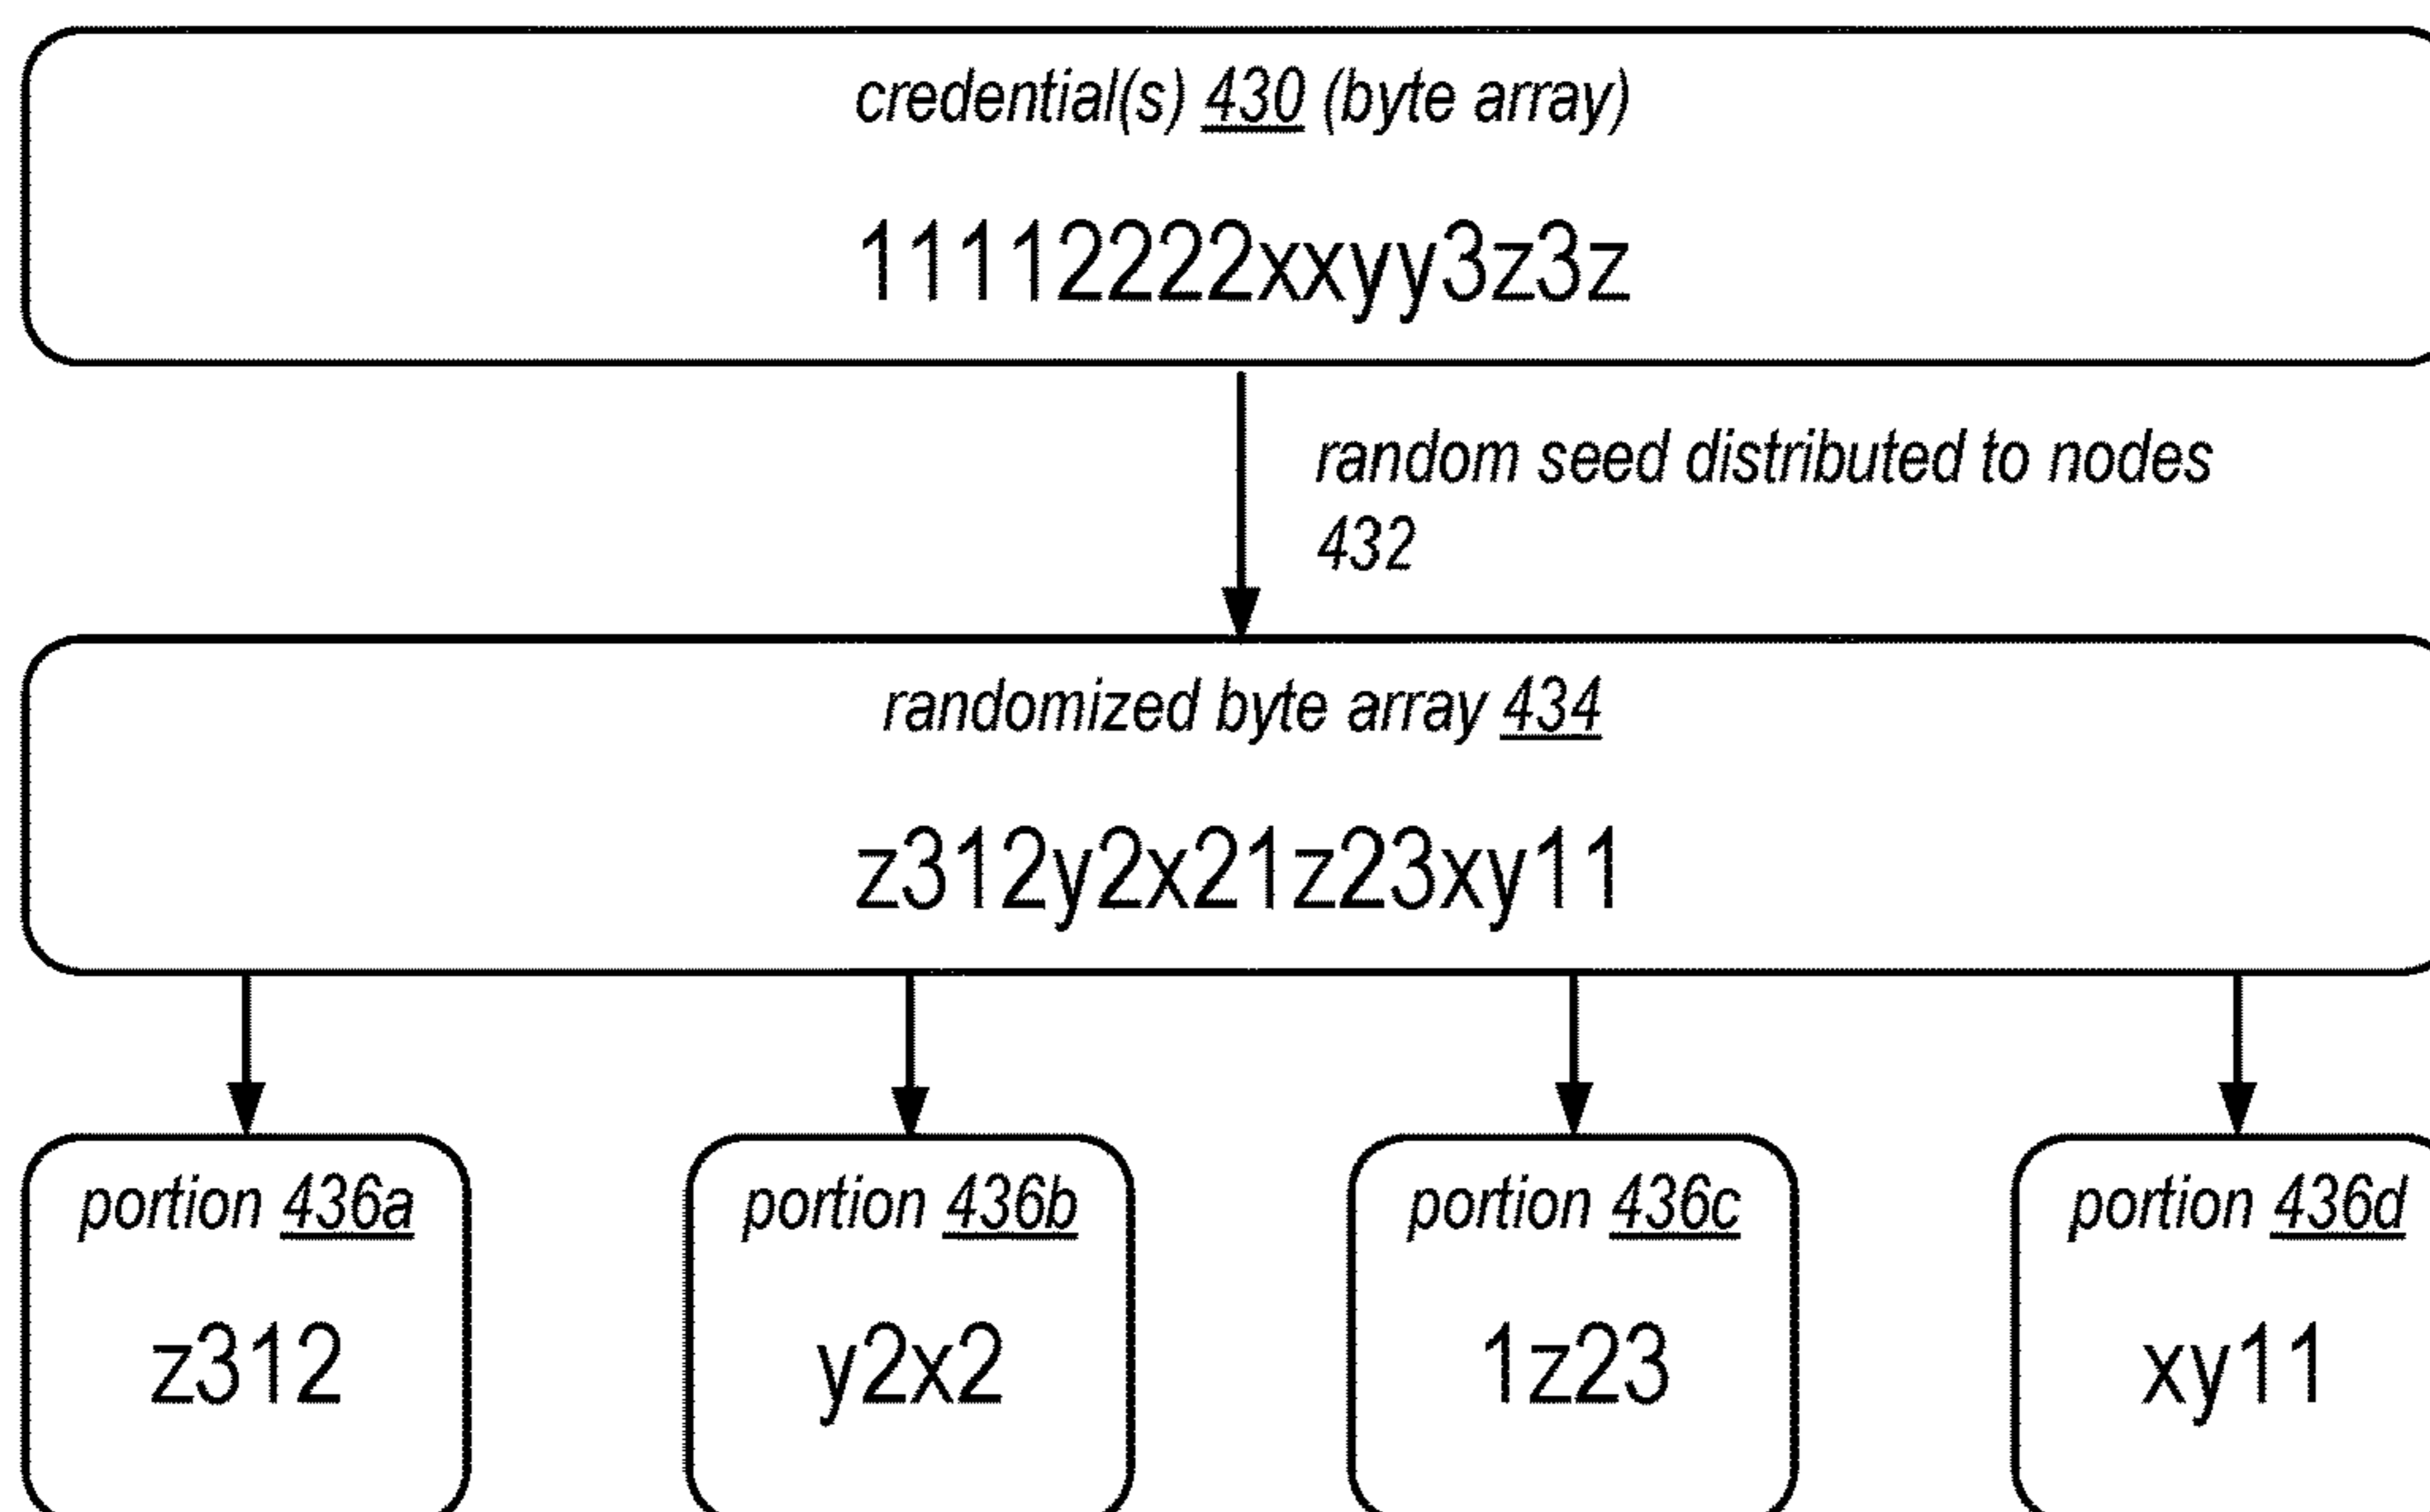 credential(s) 430 (byte array)
11112222xxyy3z3z
random seed distributed to nodes
432
randomized byte array 434
z312y2x21z23xy11
portion 436a
z312
portion 436b
y2x2
portion 436c
1z23
portion 436d
xy11